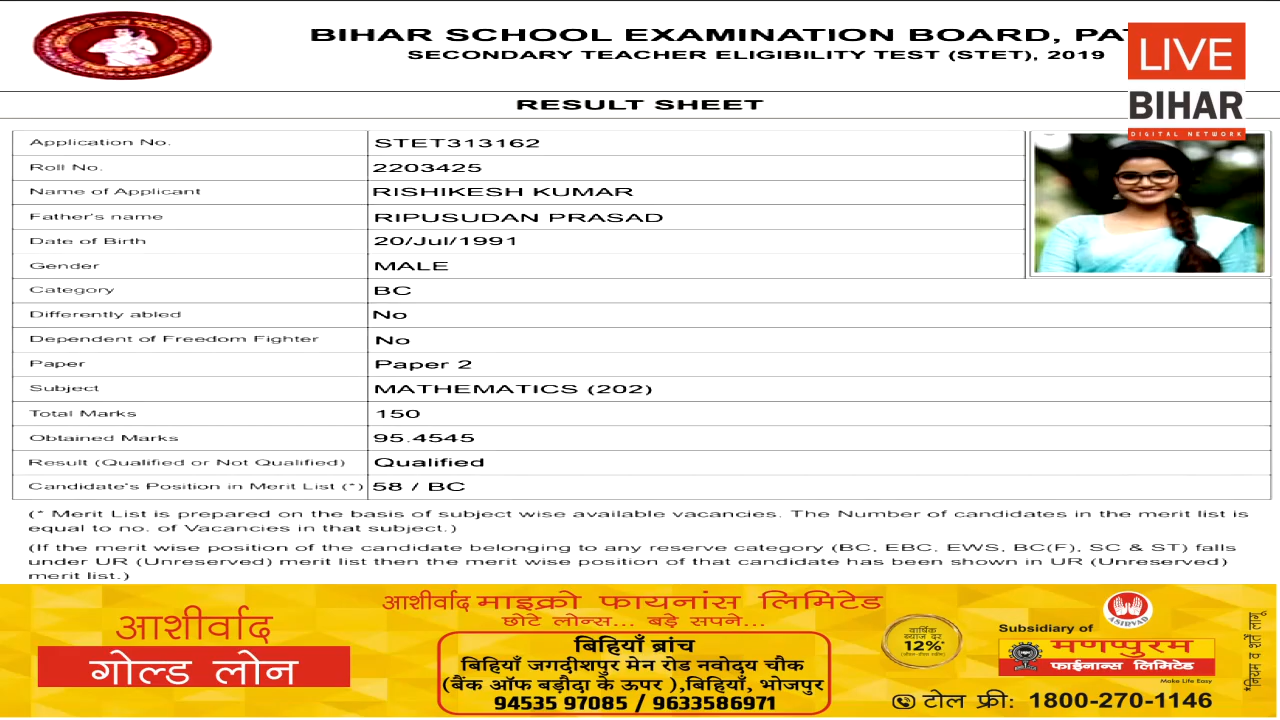 BIHAR SCHOOL EXAMINATION BOARD, PAT
SECONDARY TEACHER ELIGIBILITY TEST (STET), 2019
LIVE
BIHAR
DIGITAL NETWORK
RESULT SHEET
Application No. STET313162
Roll No. 2203425
Name of Applicant RISHIKESH KUMAR
Father's name RIPUSUDAN PRASAD
Date of Birth 20/Jul/1991
Gender MALE
Category BC
Differently abled No
Dependent of Freedom Fighter No
Paper Paper 2
Subject MATHEMATICS (202)
Total Marks 150
Obtained Marks 95.4545
Result (Qualified or Not Qualified) Qualified
Candidate's Position in Merit List (*) 58 / BC
(* Merit List is prepared on the basis of subject wise available vacancies. The Number of candidates in the merit list is
equal to no. of Vacancies in that subject.)
(If the merit wise position of the candidate belonging to any reserve category (BC, EBC, EWS, BC(F), SC & ST) falls
under UR (Unreserved) merit list then the merit wise position of that candidate has been shown in UR (Unreserved)
merit list.)
आशीर्वाद
गोल्ड लोन
आशीर्वाद माइक्रो फायनांस लिमिटेड
छोटे लोन्स... बड़े सपने...
बिहियाँ ब्रांच
बिहियाँ जगदीशपुर मेन रोड नवोदय चौक
(बैंक ऑफ बड़ौदा के ऊपर ),बिहियाँ, भोजपुर
94535 97085 / 9633586971
वार्षिक
ब्याज दर
12%*
ASIRVAD
Subsidiary of
मणप्पुरम
फाईनान्स लिमिटेड
Make Life Easy
टोल फ्री: 1800-270-1146
*नियम व शर्तें लागू